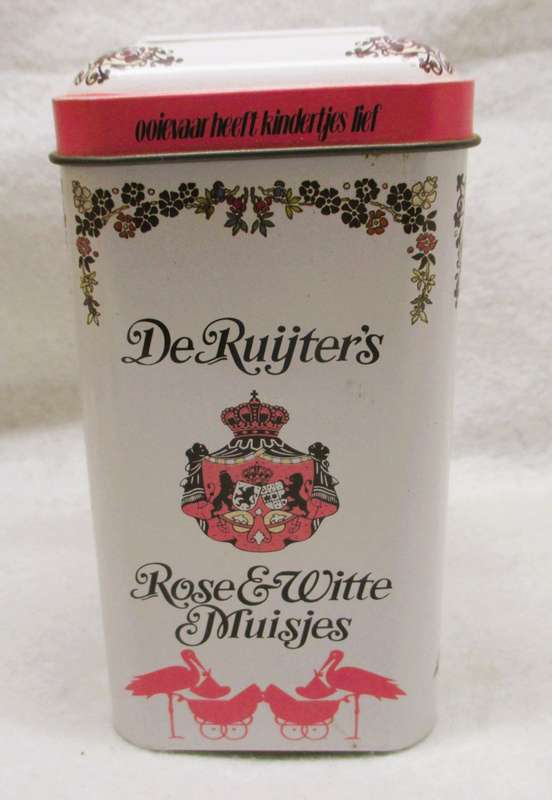 ooievaar heeft kindertjes lief
De Ruijter's
Rose & Witte
Muisjes